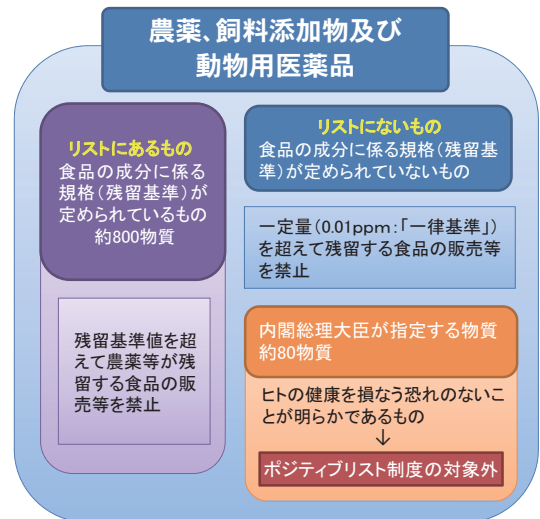 農薬、飼料添加物及び
動物用医薬品
リストにあるもの
食品の成分に係る
規格(残留基準)が
定められているもの
約800物質
残留基準値を超
えて農薬等が残
留する食品の販
売等を禁止
リストにないもの
食品の成分に係る規格(残留基
準)が定められていないもの
一定量(0.01ppm:「一律基準」)
を超えて残留する食品の販売等
を禁止
内閣総理大臣が指定する物質
約80物質
ヒトの健康を損なう恐れのないこ
とが明らかであるもの
↓
ポジティブリスト制度の対象外